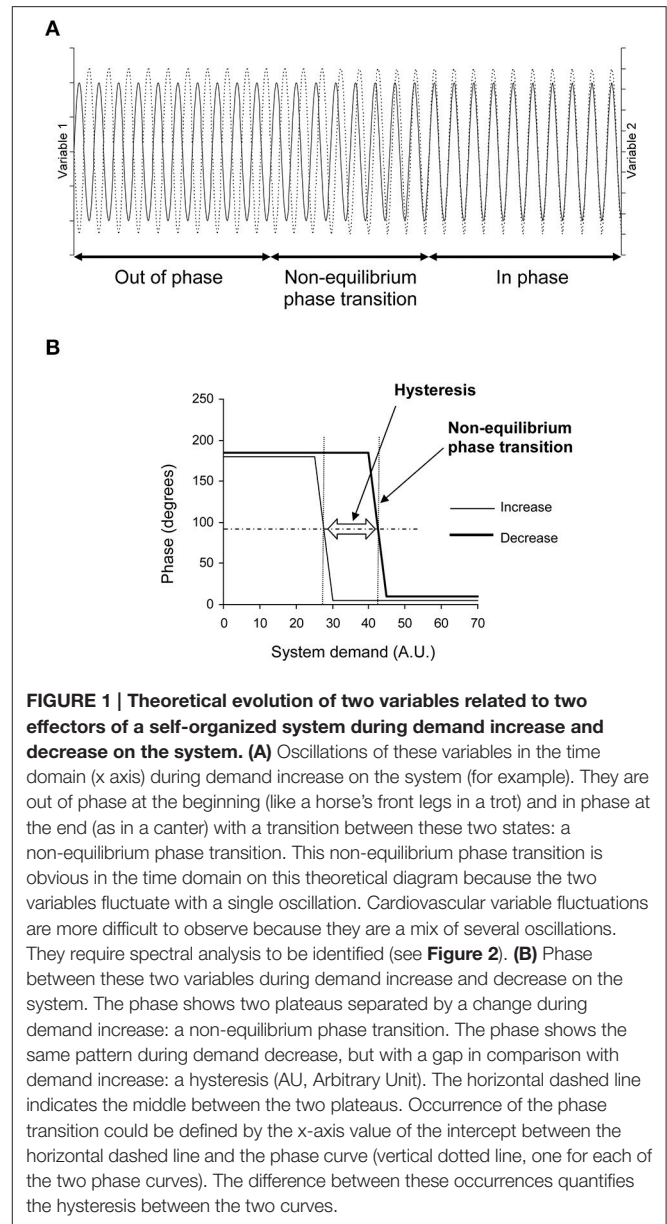 A
Variable 1
Variable 2
Out of phase
Non-equilibrium
phase transition
In phase
B
Hysteresis
Non-equilibrium
phase transition
250
200
150
100
50
0
Phase (degrees)
Increase
Decrease
0 10 20 30 40 50 60 70
System demand (A.U.)
FIGURE 1 | Theoretical evolution of two variables related to two
effectors of a self-organized system during demand increase and
decrease on the system. (A) Oscillations of these variables in the time
domain (x axis) during demand increase on the system (for example). They are
out of phase at the beginning (like a horse's front legs in a trot) and in phase at
the end (as in a canter) with a transition between these two states: a
non-equilibrium phase transition. This non-equilibrium phase transition is
obvious in the time domain on this theoretical diagram because the two
variables fluctuate with a single oscillation. Cardiovascular variable fluctuations
are more difficult to observe because they are a mix of several oscillations.
They require spectral analysis to be identified (see Figure 2). (B) Phase
between these two variables during demand increase and decrease on the
system. The phase shows two plateaus separated by a change during
demand increase: a non-equilibrium phase transition. The phase shows the
same pattern during demand decrease, but with a gap in comparison with
demand increase: a hysteresis (AU, Arbitrary Unit). The horizontal dashed line
indicates the middle between the two plateaus. Occurrence of the phase
transition could be defined by the x-axis value of the intercept between the
horizontal dashed line and the phase curve (vertical dotted line, one for each of
the two phase curves). The difference between these occurrences quantifies
the hysteresis between the two curves.